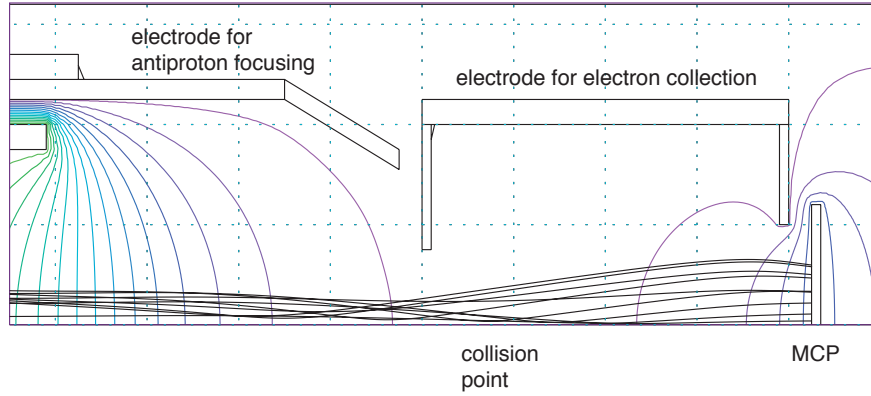 electrode for
antiproton focusing
electrode for electron collection
collision
point
MCP